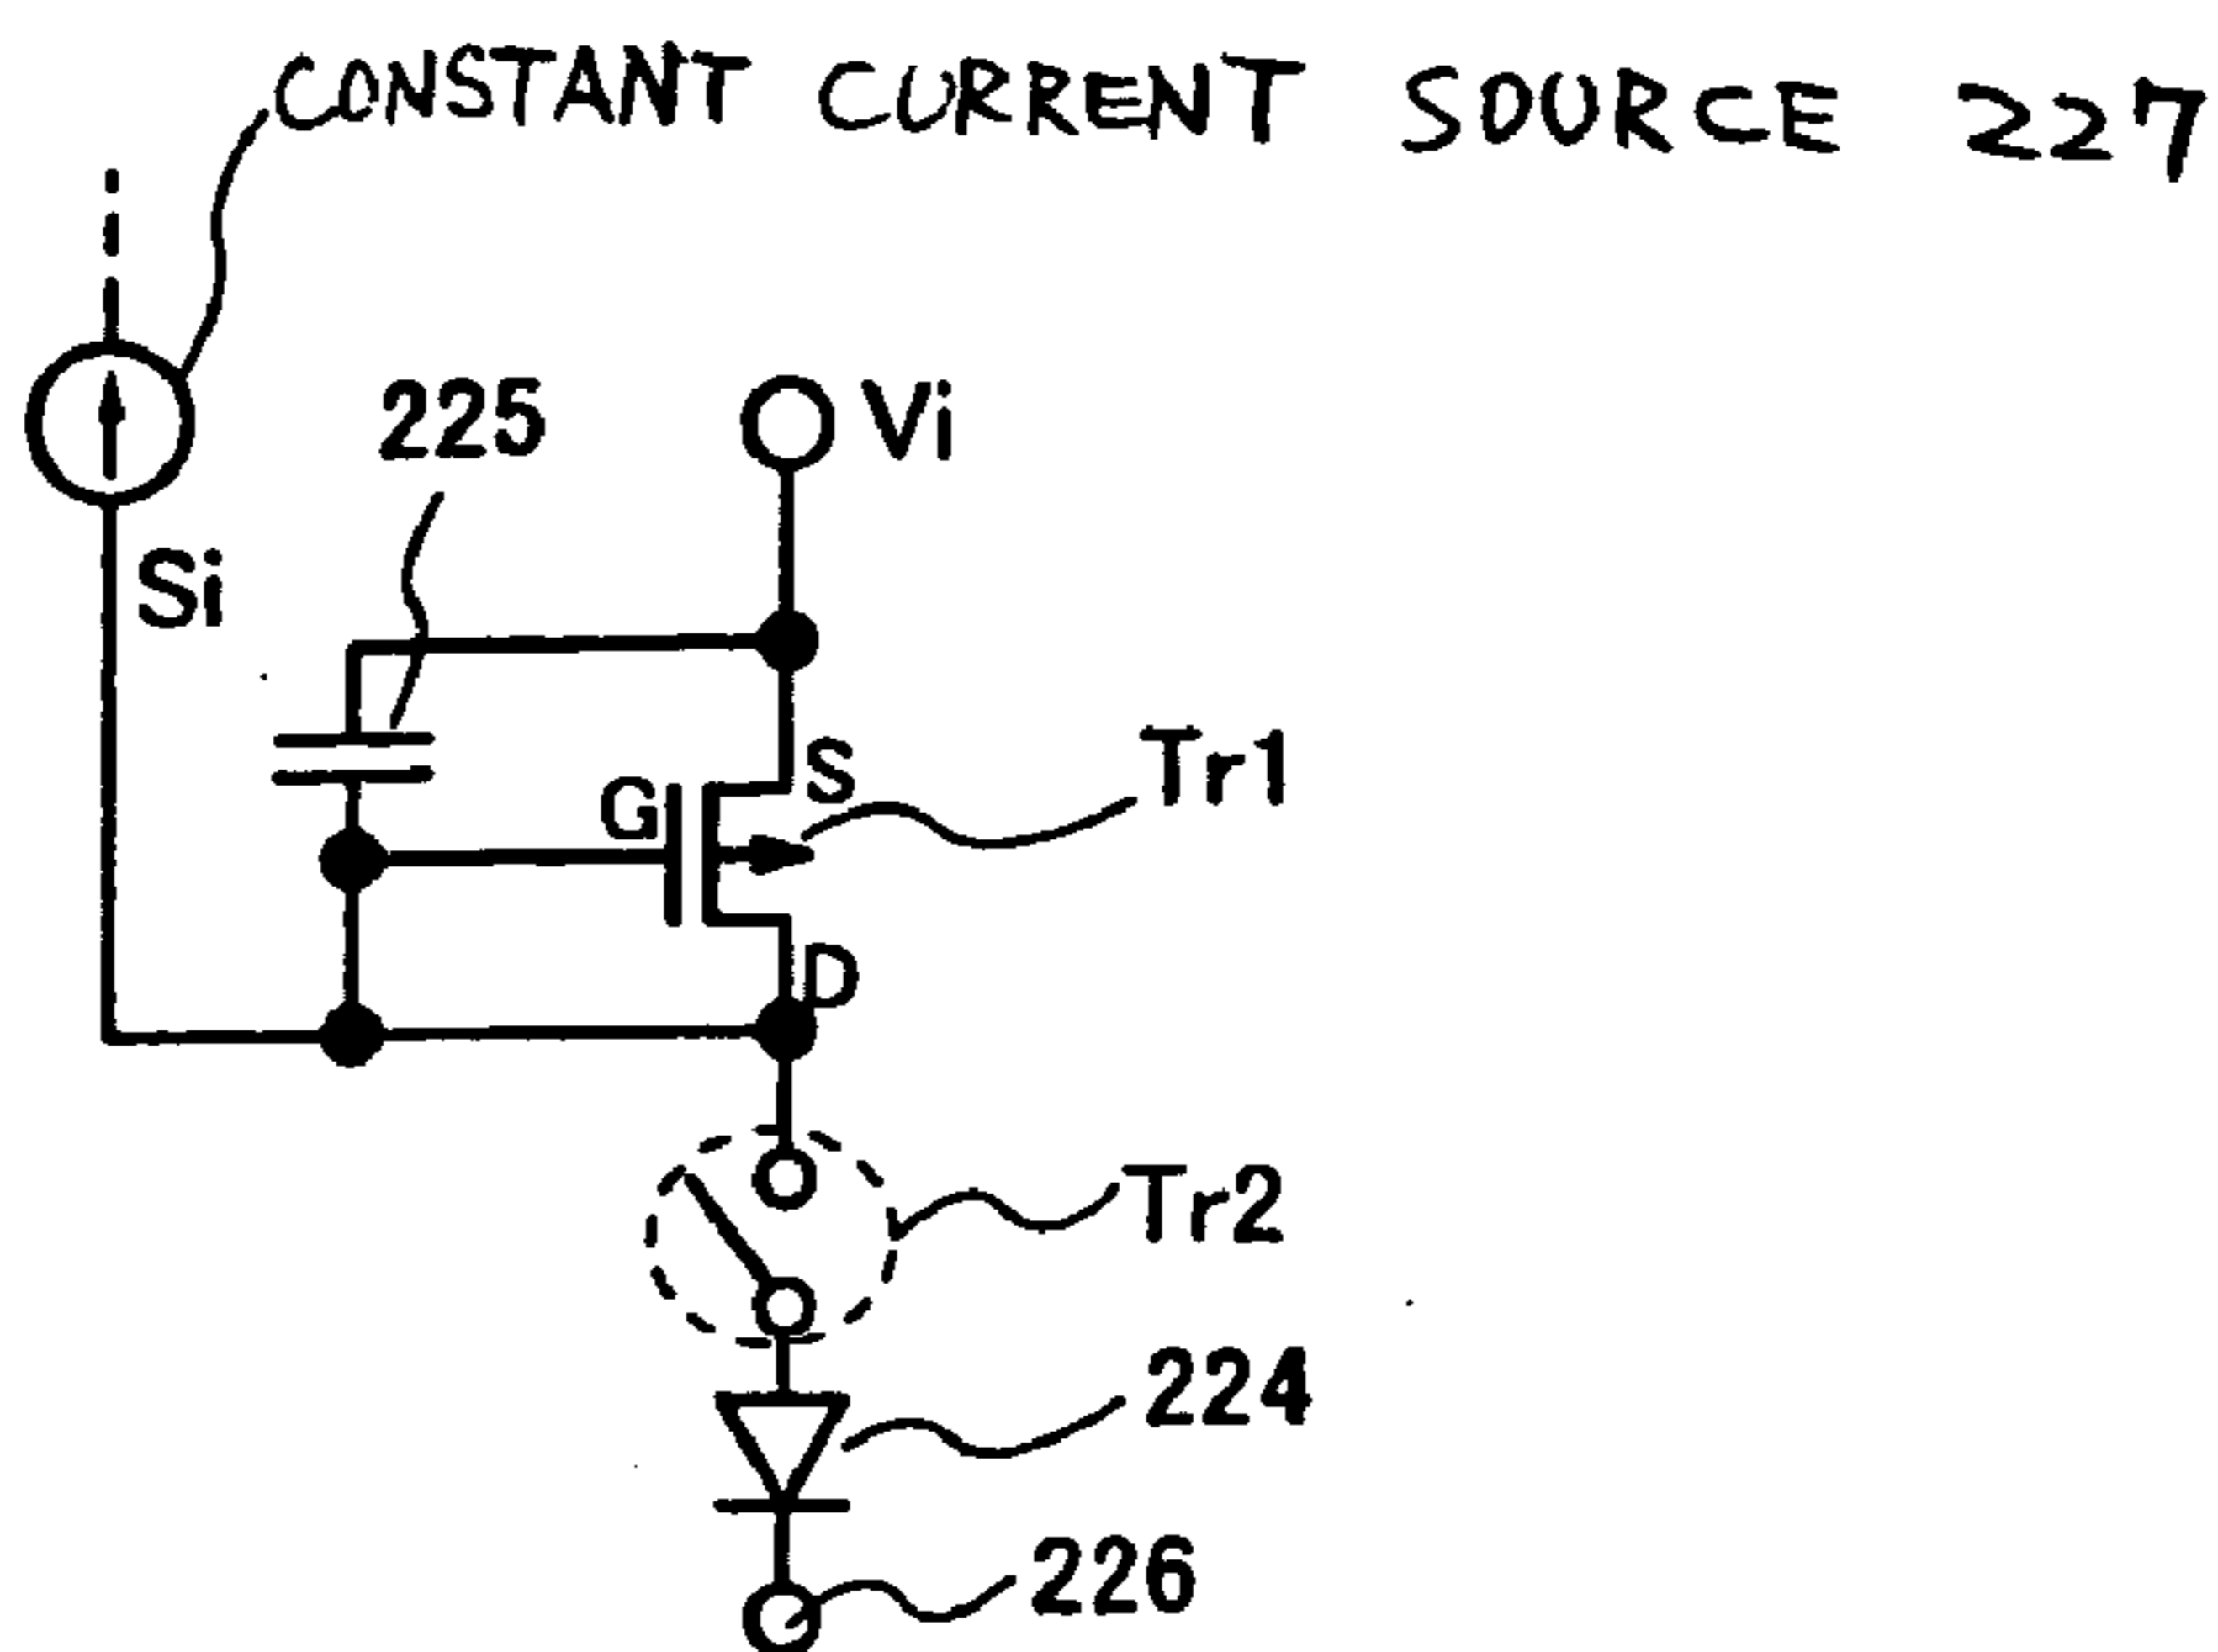 CONSTANT CURRENT SOURCE 227
225
Vi
Si
S
Tr1
G
D
Tr2
224
226